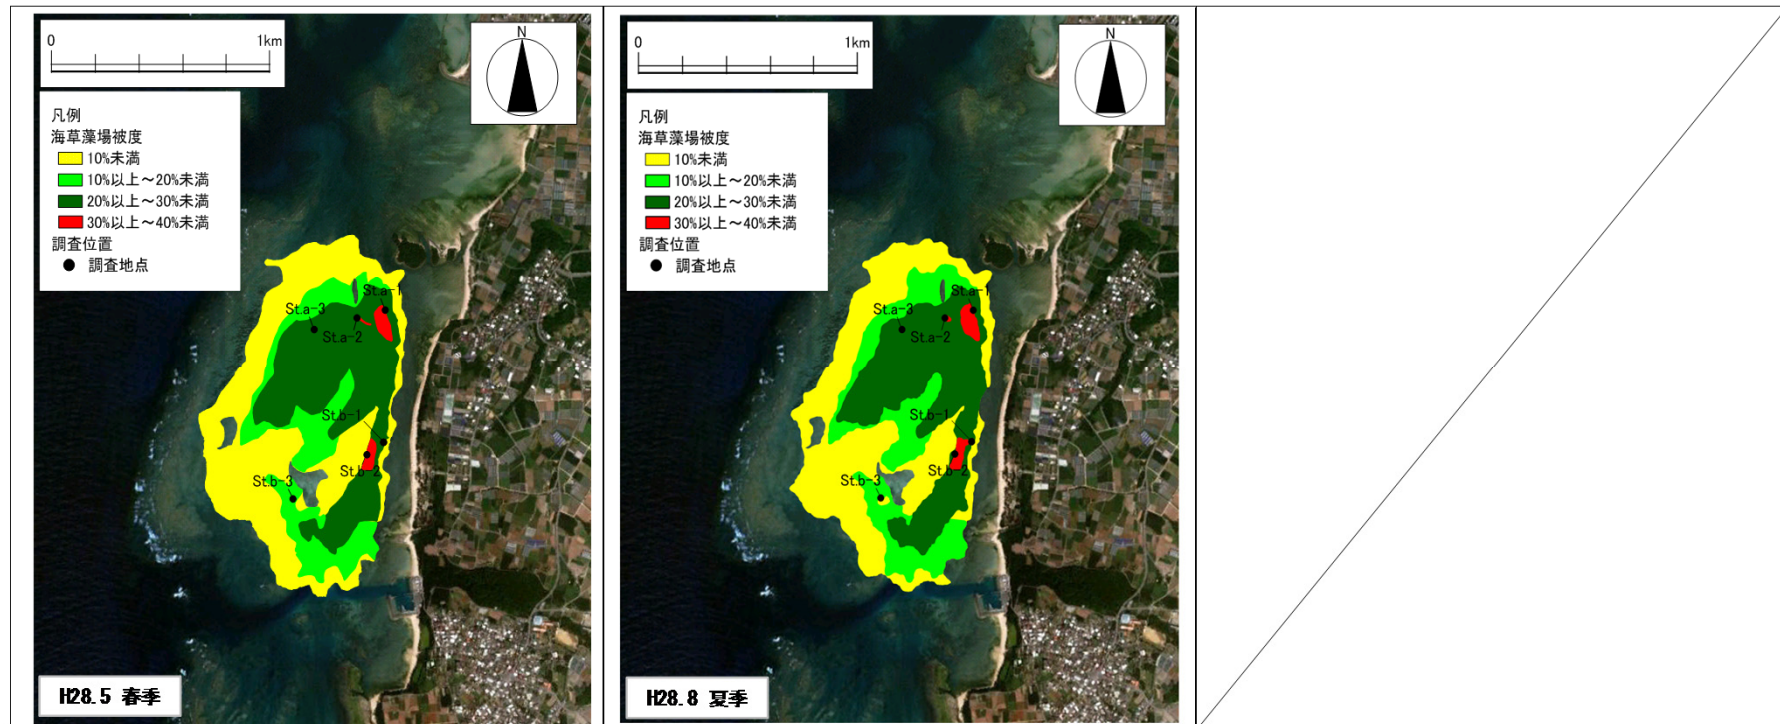 0 1km
N
凡例
海草藻場被度
10%未満
10%以上～20%未満
20%以上～30%未満
30%以上～40%未満
調査位置
調査地点
St.a-1
St.a-3
St.a-2
St.b-1
St.b-2
St.b-3
H28.5 春季
0 1km
N
凡例
海草藻場被度
10%未満
10%以上～20%未満
20%以上～30%未満
30%以上～40%未満
調査位置
調査地点
St.a-1
St.a-3
St.a-2
St.b-1
St.b-2
St.b-3
H28.8 夏季